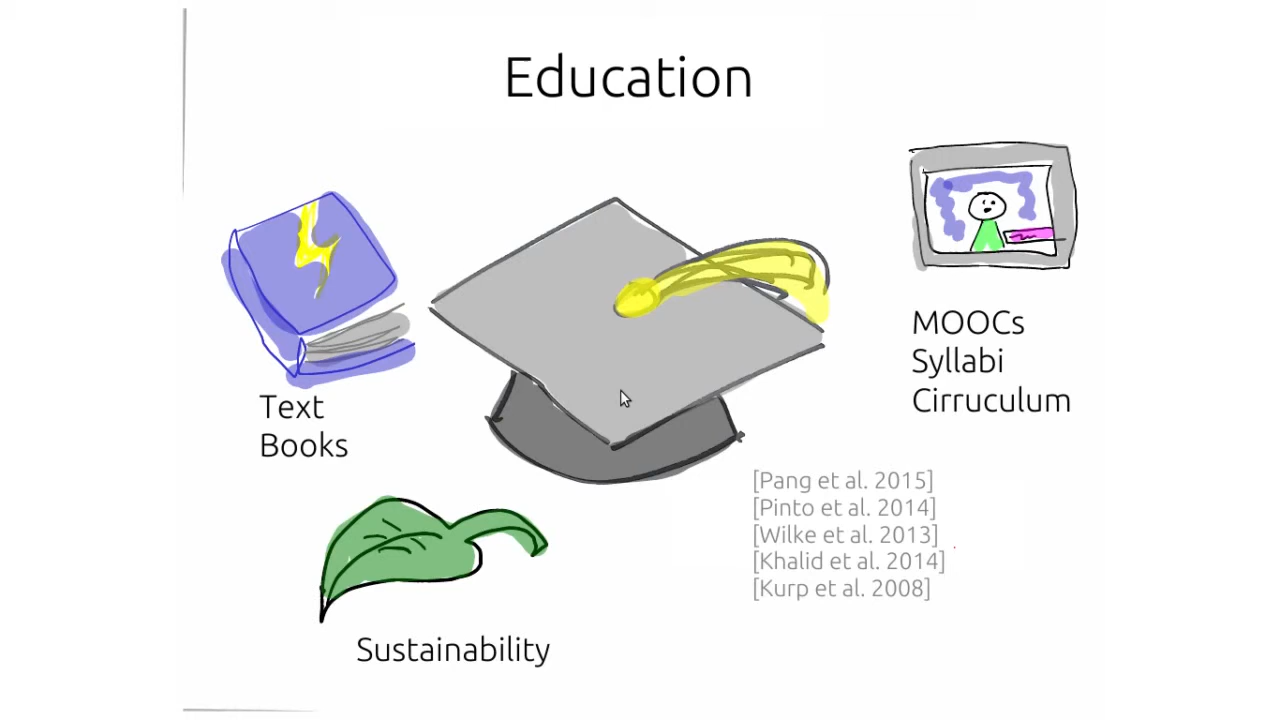 Education
Text
Books
MOOCs
Syllabi
Cirruculum
[Pang et al. 2015]
[Pinto et al. 2014]
[Wilke et al. 2013]
[Khalid et al. 2014]
[Kurp et al. 2008]
Sustainability